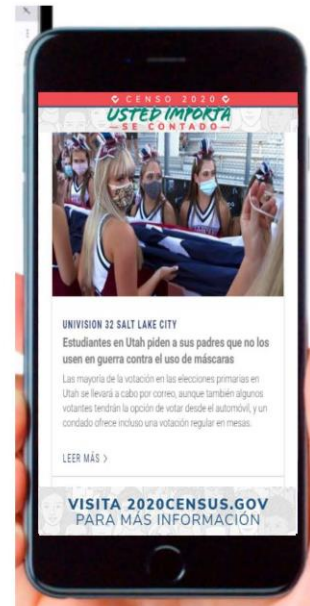 CENSO 2020
USTED IMPORTA
SE CONTADO
UNIVISION 32 SALT LAKE CITY
Estudiantes en Utah piden a sus padres que no los
usen en guerra contra el uso de máscaras
Las mayoría de la votación en las elecciones primarias en
Utah se llevará a cabo por correo, aunque también algunos
votantes tendrán la opción de votar desde el automóvil, y un
condado ofrece incluso una votación regular en mesas.
LEER MÁS >
VISITA 2020CENSUS.GOV
PARA MÁS INFORMACIÓN